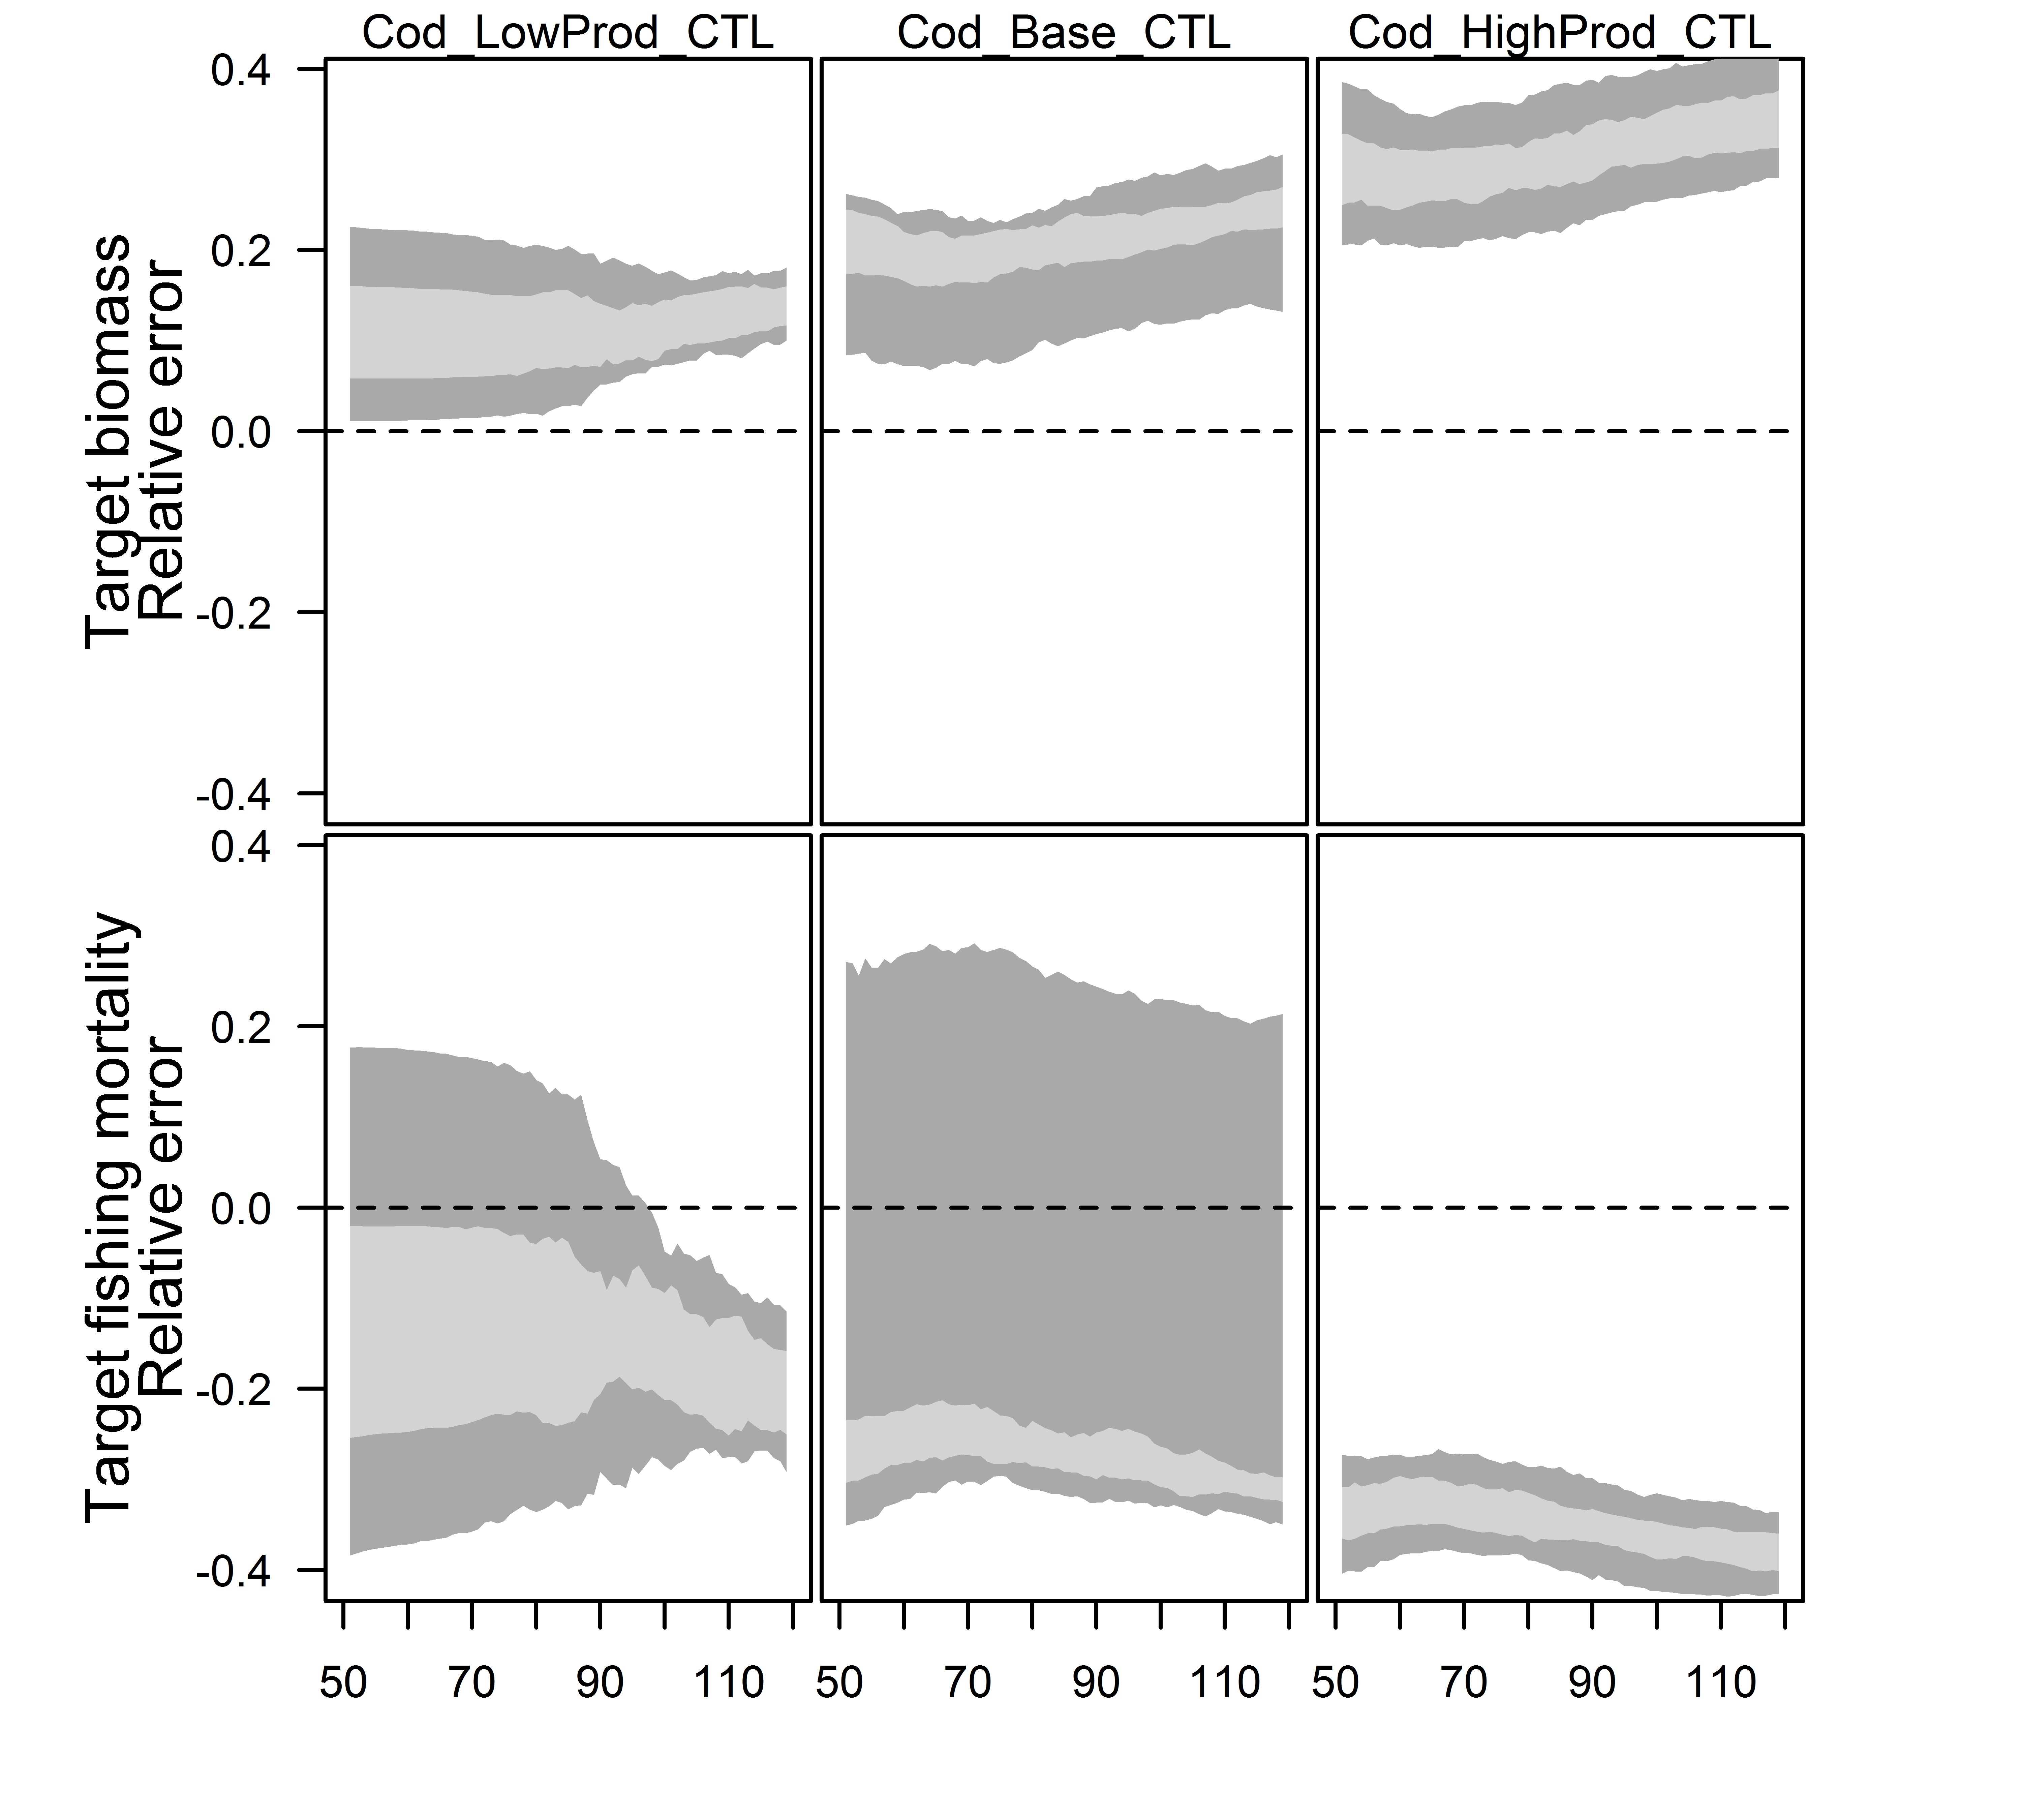 Cod_LowProd_CTL Cod_Base_CTL Cod_HighProd_CTL
Target biomass
Relative error
0.4
0.2
0.0
-0.2
-0.4
Target fishing mortality
Relative error
0.4
0.2
0.0
-0.2
-0.4
50 70 90 110 50 70 90 110 50 70 90 110